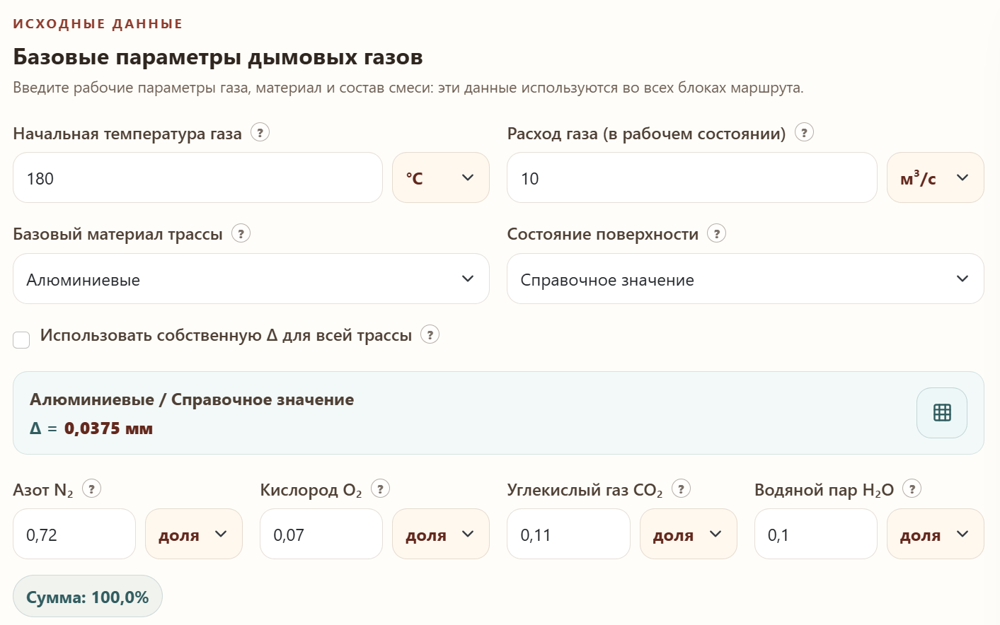 ИСХОДНЫЕ ДАННЫЕ
Базовые параметры дымовых газов
Введите рабочие параметры газа, материал и состав смеси: эти данные используются во всех блоках маршрута.
Начальная температура газа ? Расход газа (в рабочем состоянии) ?
180 °C 10 м³/с
Базовый материал трассы ? Состояние поверхности ?
Алюминиевые Справочное значение
Использовать собственную Δ для всей трассы ?
Алюминиевые / Справочное значение
Δ = 0,0375 мм
Азот N₂ ? Кислород O₂ ? Углекислый газ CO₂ ? Водяной пар H₂O ?
0,72 доля 0,07 доля 0,11 доля 0,1 доля
Сумма: 100,0%